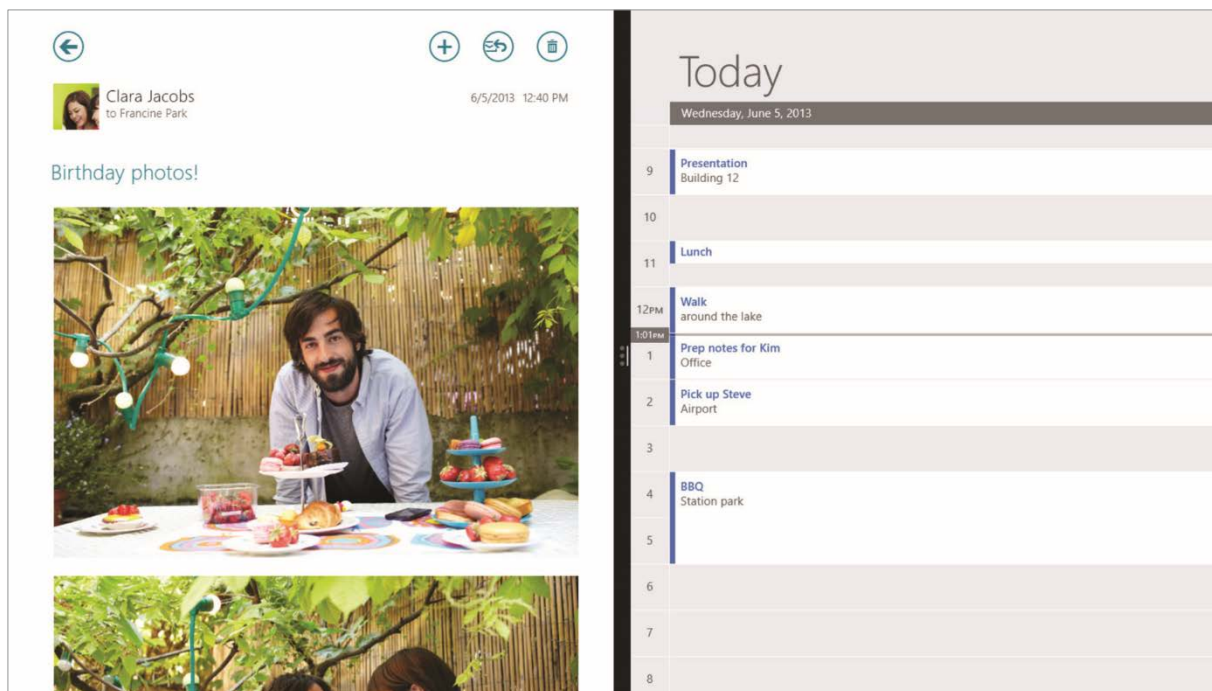 Clara Jacobs
to Francine Park
6/5/2013 12:40 PM
Birthday photos!
Today
Wednesday, June 5, 2013
9
Presentation
Building 12
10
11
Lunch
12PM
Walk
around the lake
1:01PM
1
Prep notes for Kim
Office
2
Pick up Steve
Airport
3
4
BBQ
Station park
5
6
7
8